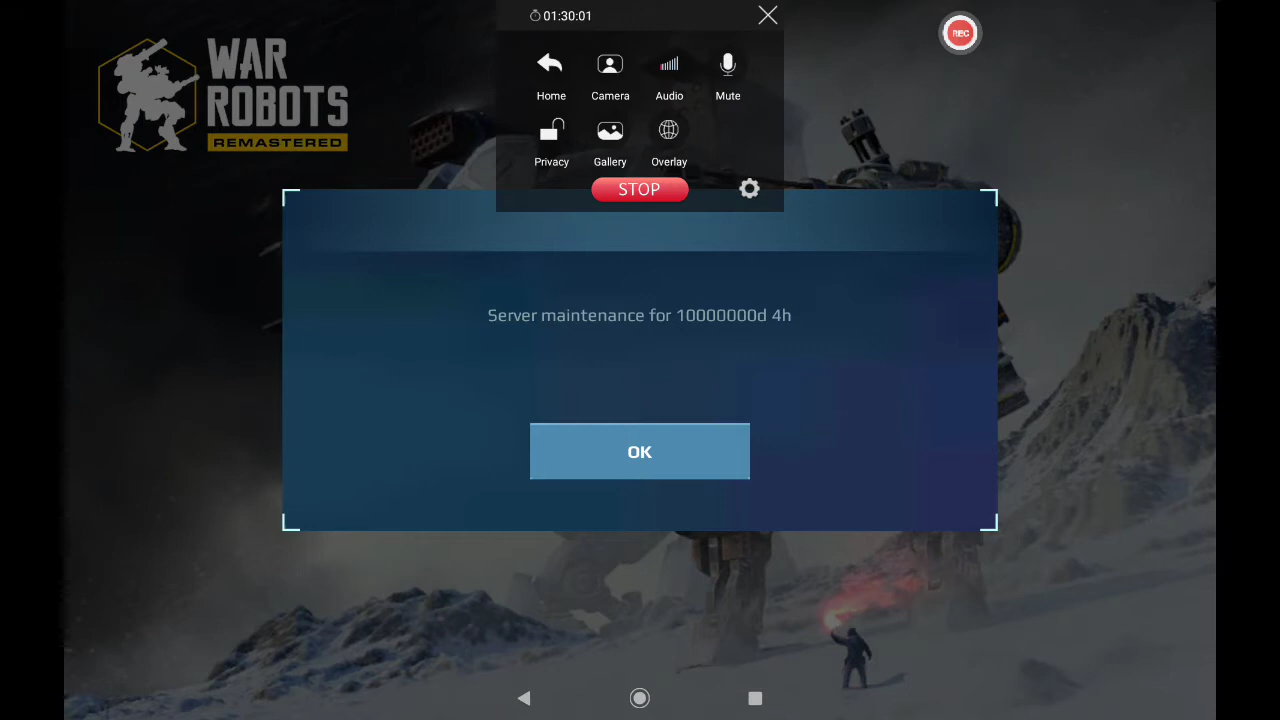 01:30:01
REC
WAR
ROBOTS
REMASTERED
Home Camera Audio Mute
Privacy Gallery Overlay
STOP
Server maintenance for 10000000d 4h
OK